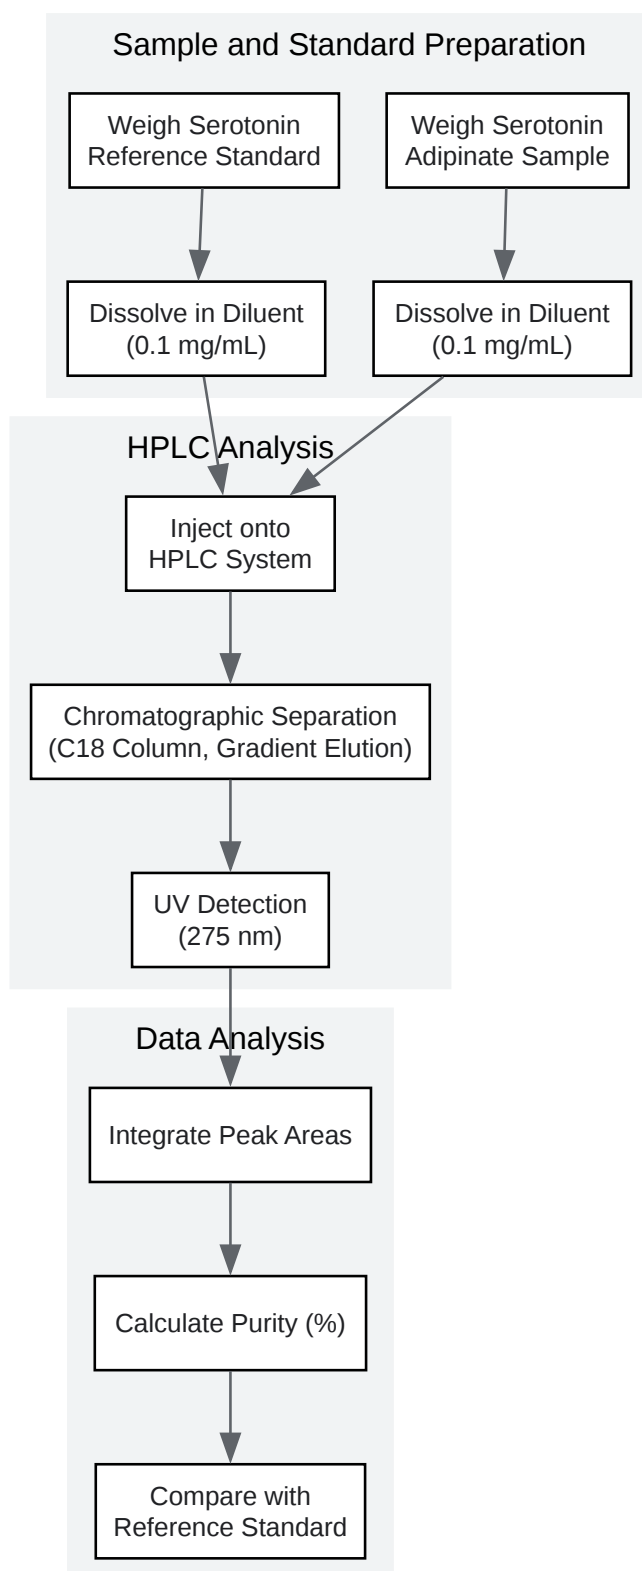 Sample and Standard Preparation
Weigh Serotonin
Reference Standard
Weigh Serotonin
Adipinate Sample
Dissolve in Diluent
(0.1 mg/mL)
Dissolve in Diluent
(0.1 mg/mL)
HPLC Analysis
Inject onto
HPLC System
Chromatographic Separation
(C18 Column, Gradient Elution)
UV Detection
(275 nm)
Data Analysis
Integrate Peak Areas
Calculate Purity (%)
Compare with
Reference Standard